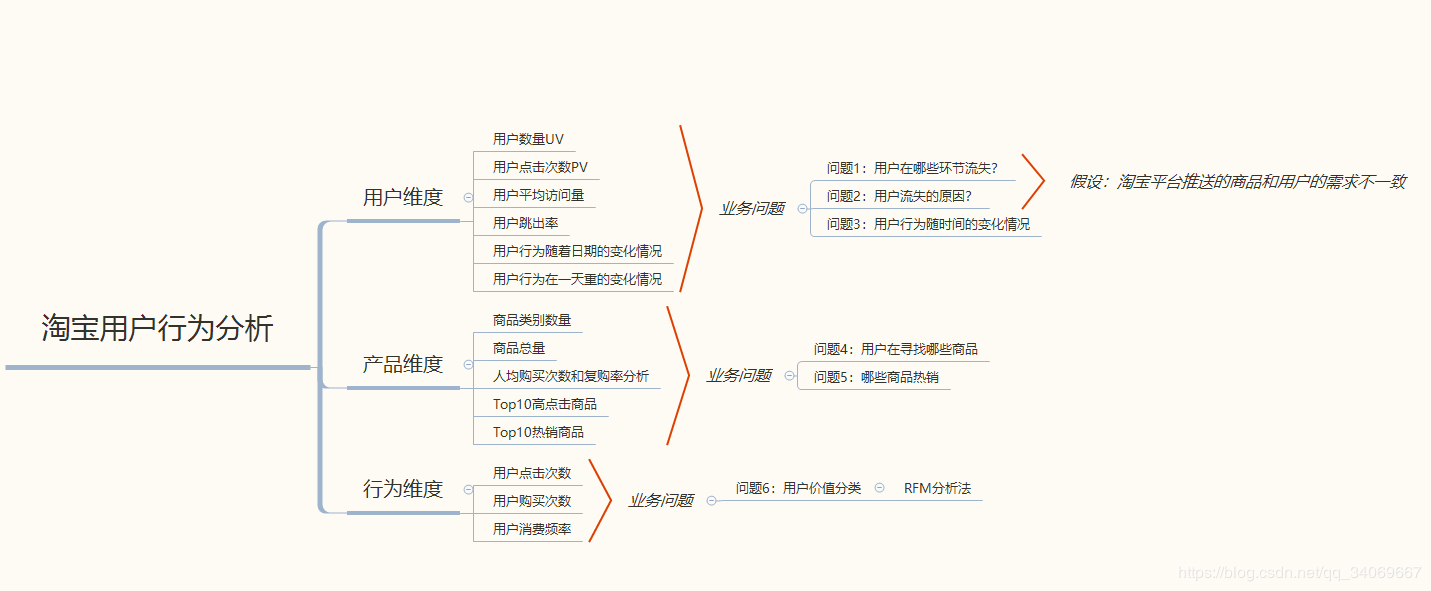 淘宝用户行为分析
用户维度
用户数量UV
用户点击次数PV
用户平均访问量
用户跳出率
用户行为随着日期的变化情况
用户行为在一天重的变化情况
业务问题
问题1：用户在哪些环节流失？
问题2：用户流失的原因？
问题3：用户行为随时间的变化情况
假设：淘宝平台推送的商品和用户的需求不一致
产品维度
商品类别数量
商品总量
人均购买次数和复购率分析
Top10高点击商品
Top10热销商品
业务问题
问题4：用户在寻找哪些商品
问题5：哪些商品热销
行为维度
用户点击次数
用户购买次数
用户消费频率
业务问题
问题6：用户价值分类
RFM分析法
https://blog.csdn.net/qq_34069667